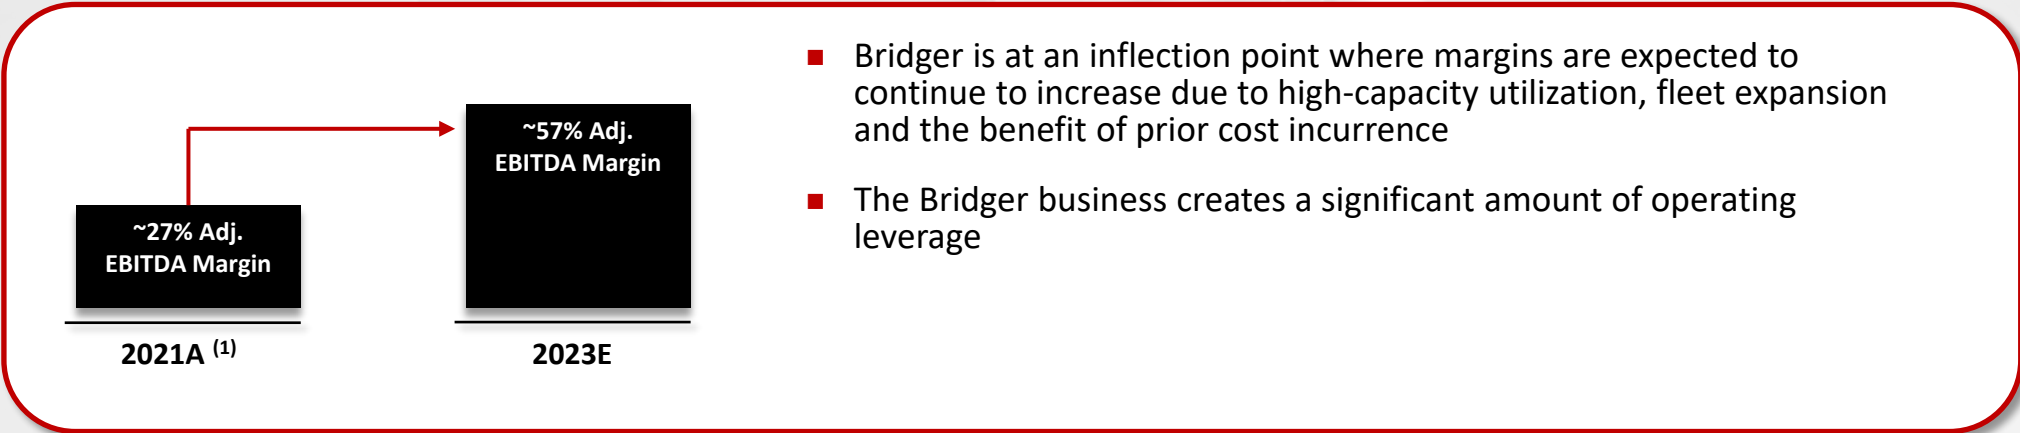 ~27% Adj.
EBITDA Margin
2021A (1)
~57% Adj.
EBITDA Margin
2023E
■ Bridger is at an inflection point where margins are expected to
continue to increase due to high-capacity utilization, fleet expansion
and the benefit of prior cost incurrence
■ The Bridger business creates a significant amount of operating
leverage